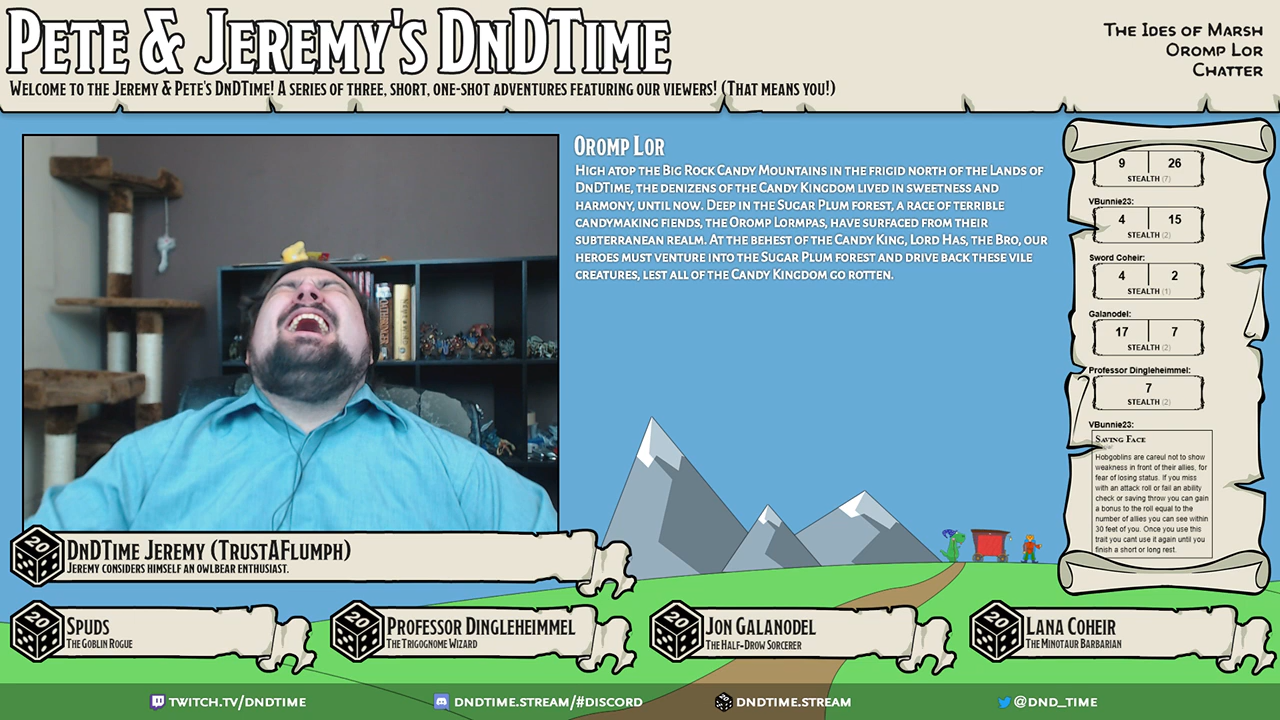 PETE & JEREMY'S DNDTIME
WELCOME TO THE JEREMY & PETE'S DNDTIME! A SERIES OF THREE, SHORT, ONE-SHOT ADVENTURES FEATURING OUR VIEWERS! (THAT MEANS YOU!)
THE IDES OF MARSH
OROMP LOR
CHATTER
OROMP LOR
HIGH ATOP THE BIG ROCK CANDY MOUNTAINS IN THE FRIGID NORTH OF THE LANDS OF
DNDTIME, THE DENIZENS OF THE CANDY KINGDOM LIVED IN SWEETNESS AND
HARMONY, UNTIL NOW. DEEP IN THE SUGAR PLUM FOREST, A RACE OF TERRIBLE
CANDYMAKING FIENDS, THE OROMP LORMPAS, HAVE SURFACED FROM THEIR
SUBTERRANEAN REALM. AT THE BEHEST OF THE CANDY KING, LORD HAS, THE BRO, OUR
HEROES MUST VENTURE INTO THE SUGAR PLUM FOREST AND DRIVE BACK THESE VILE
CREATURES, LEST ALL OF THE CANDY KINGDOM GO ROTTEN.
9 26
STEALTH (7)
VBunnie23:
4 15
STEALTH (2)
Sword Coheir:
4 2
STEALTH (1)
Galanodel:
17 7
STEALTH (2)
Professor Dingleheimmel:
7
STEALTH (2)
VBunnie23:
SAVING FACE
Hobgoblins are careul not to show
weakness in front of their allies, for
fear of losing status. If you miss
with an attack roll or fail an ability
check or saving throw you can gain
a bonus to the roll equal to the
number of allies you can see within
30 feet of you. Once you use this
trait you cant use it again until you
finish a short or long rest.
20
DNDTIME JEREMY (TRUSTAFLUMPH)
JEREMY CONSIDERS HIMSELF AN OWLBEAR ENTHUSIAST.
20
SPUDS
THE GOBLIN ROGUE
20
PROFESSOR DINGLEHEIMMEL
THE TRIGOGNOME WIZARD
20
JON GALANODEL
THE HALF-DROW SORCERER
20
LANA COHEIR
THE MINOTAUR BARBARIAN
TWITCH.TV/DNDTIME
DNDTIME.STREAM/#DISCORD
DNDTIME.STREAM
@DND_TIME